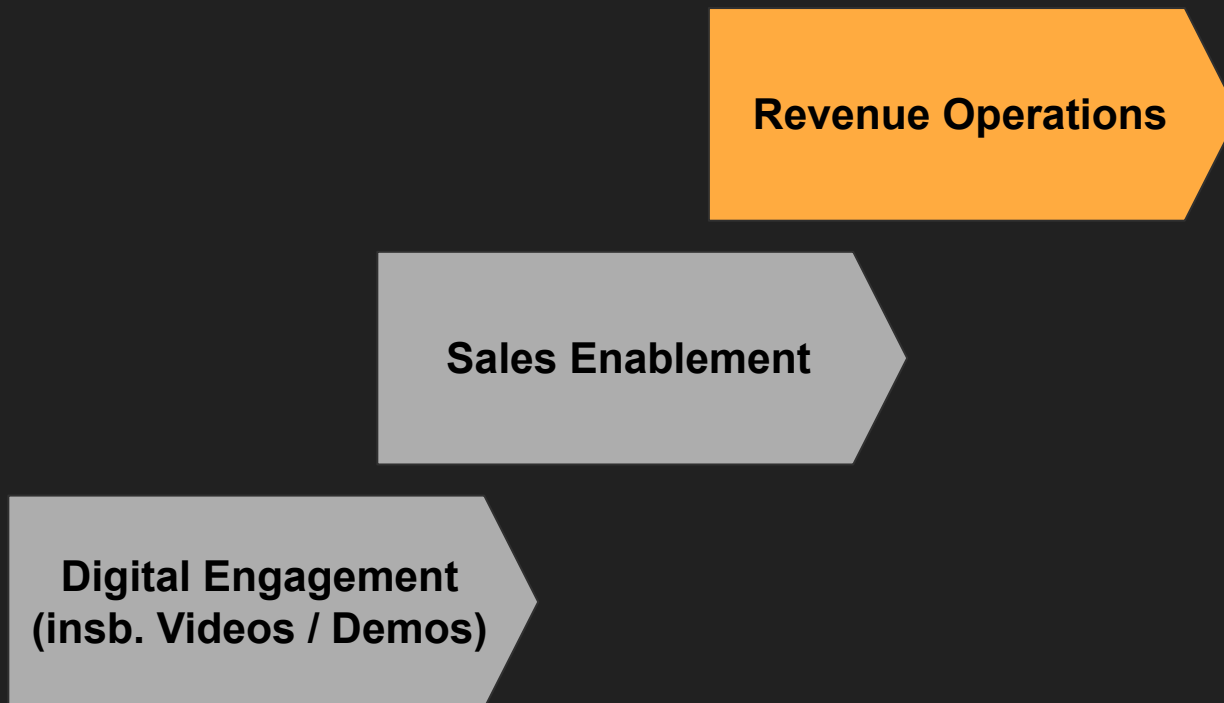 Revenue Operations
Sales Enablement
Digital Engagement
(insb. Videos / Demos)